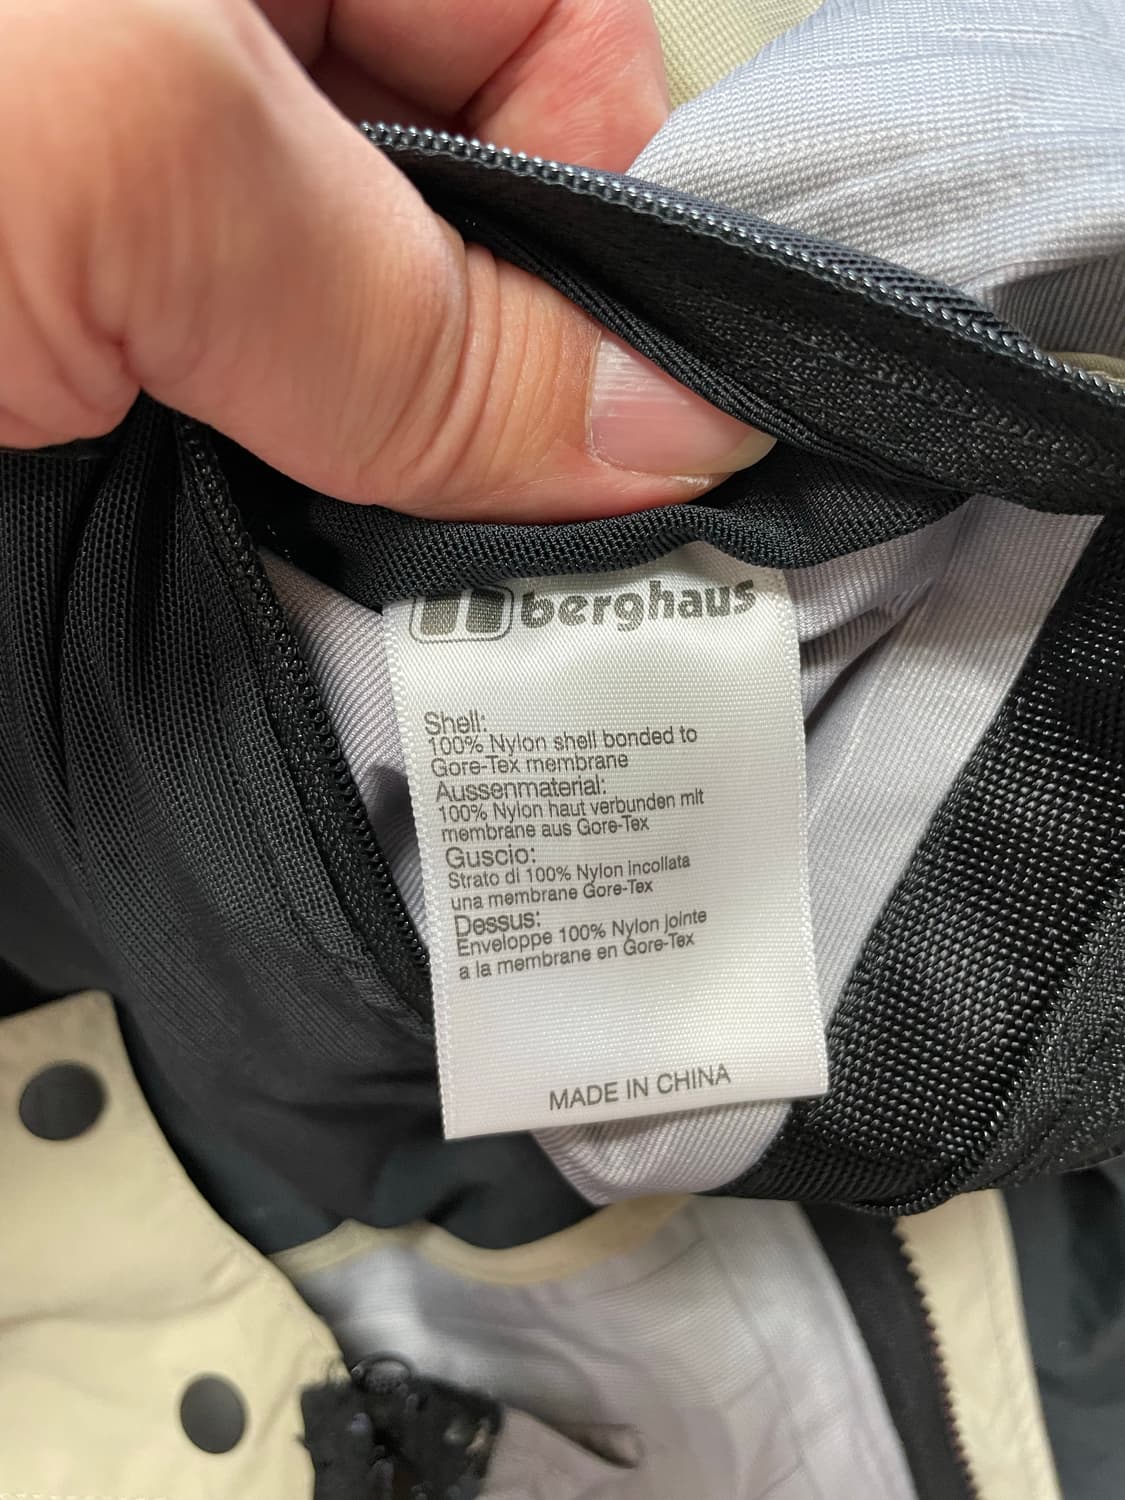 berghaus
Shell:
100% Nylon shell bonded to
Gore-Tex membrane
Aussenmaterial:
100% Nylon haut verbunden mit
membrane aus Gore-Tex
Guscio:
Strato di 100% Nylon incollata
una membrane Gore-Tex
Dessus:
Enveloppe 100% Nylon jointe
a la membrane en Gore-Tex
MADE IN CHINA